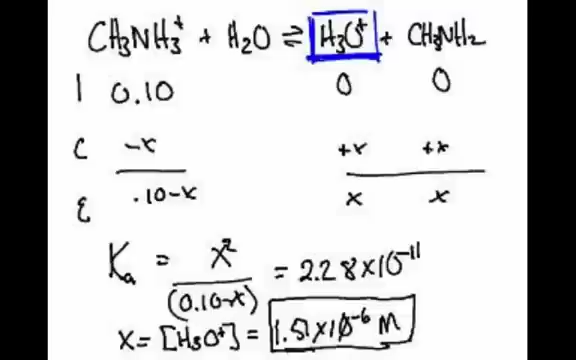 CH₃NH₃⁺ + H₂O ⇌ H₃O⁺ + CH₃NH₂
I 0.10 0 0
C -x +x +x
E .10-x x x
Kₐ = x²/(0.10-x) = 2.28×10⁻¹¹
x = [H₃O⁺] = 1.51×10⁻⁶ M